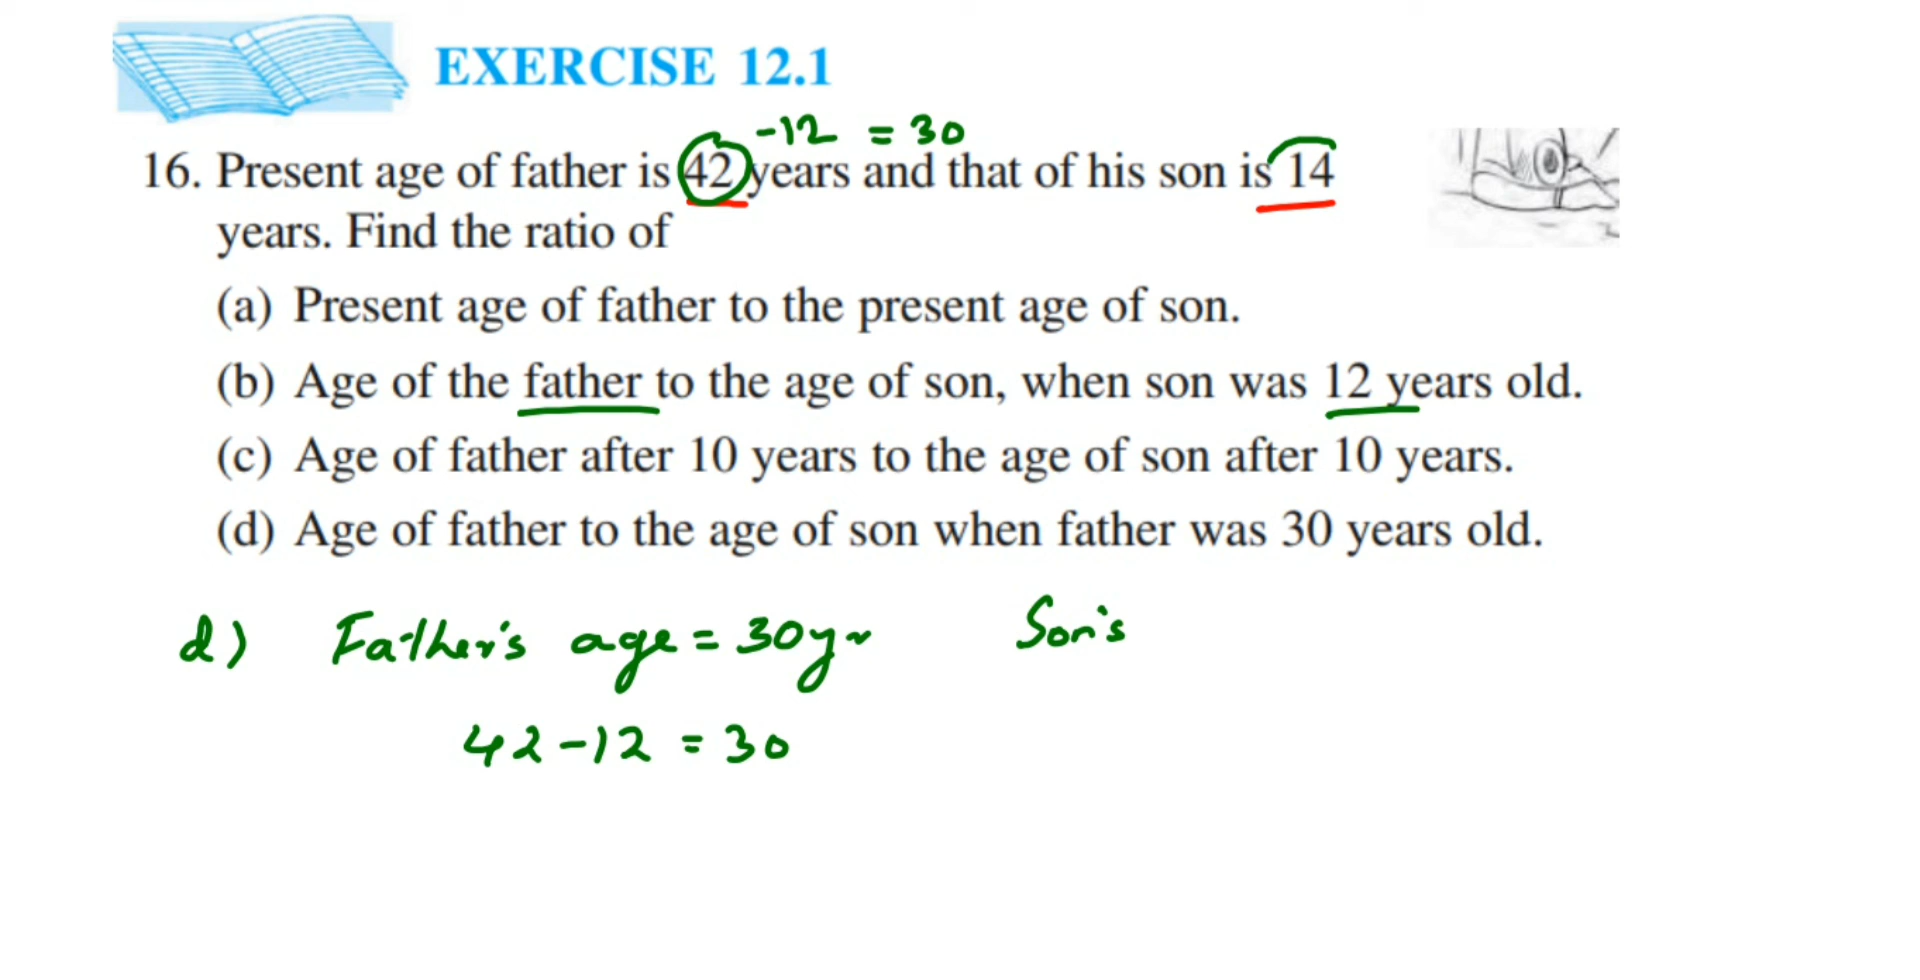 EXERCISE 12.1
-12 = 30
16. Present age of father is 42 years and that of his son is 14
years. Find the ratio of
(a) Present age of father to the present age of son.
(b) Age of the father to the age of son, when son was 12 years old.
(c) Age of father after 10 years to the age of son after 10 years.
(d) Age of father to the age of son when father was 30 years old.
d) Father's age = 30yr Son's
42-12 = 30